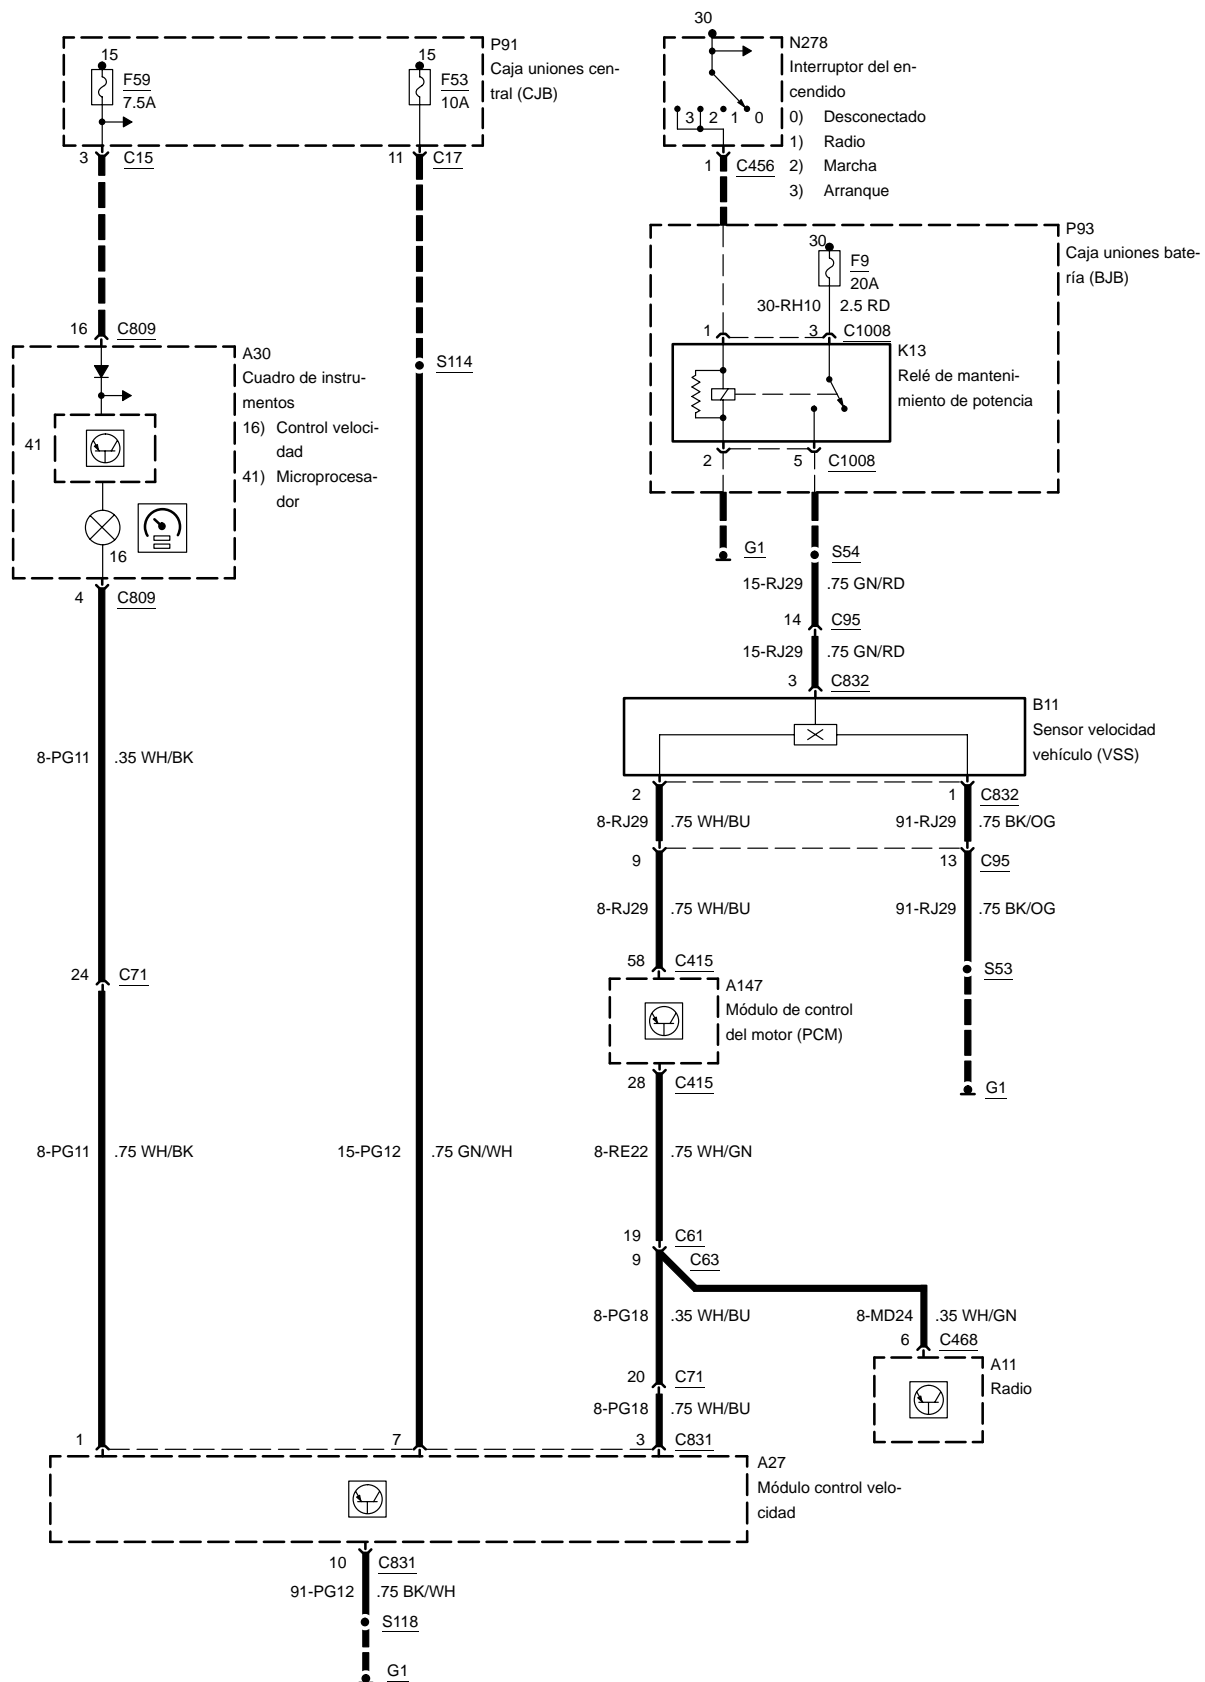 30
P91
Caja uniones cen-
tral (CJB)
15
F59
7.5A
15
F53
10A
3
C15
11
C17
N278
Interruptor del en-
cendido
0) Desconectado
1) Radio
2) Marcha
3) Arranque
3 2 1 0
1
C456
P93
Caja uniones bate-
ría (BJB)
30
F9
20A
30-RH10 2.5 RD
1
3
C1008
K13
Relé de manteni-
miento de potencia
2
5
C1008
16
C809
S114
A30
Cuadro de instru-
mentos
16) Control veloci-
dad
41) Microprocesa-
dor
41
16
4
C809
G1
S54
15-RJ29 .75 GN/RD
14
C95
15-RJ29 .75 GN/RD
3
C832
B11
Sensor velocidad
vehículo (VSS)
8-PG11 .35 WH/BK
2
1
C832
8-RJ29 .75 WH/BU
91-RJ29 .75 BK/OG
9
13
C95
8-RJ29 .75 WH/BU
91-RJ29 .75 BK/OG
24
C71
58
C415
S53
A147
Módulo de control
del motor (PCM)
28
C415
G1
8-PG11 .75 WH/BK
15-PG12 .75 GN/WH
8-RE22 .75 WH/GN
19
C61
9
C63
8-PG18 .35 WH/BU
8-MD24 .35 WH/GN
6
C468
A11
Radio
20
C71
8-PG18 .75 WH/BU
1
7
3
C831
A27
Módulo control velo-
cidad
10
C831
91-PG12 .75 BK/WH
S118
G1